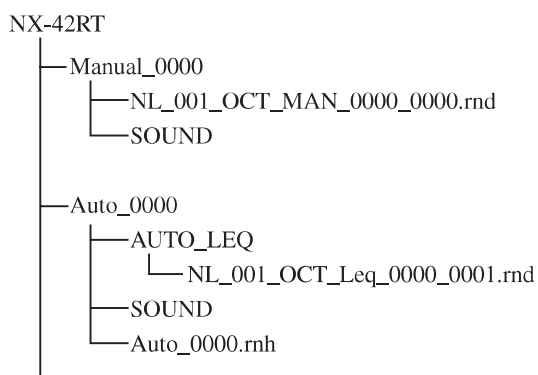 NX-42RT
Manual_0000
NL_001_OCT_MAN_0000_0000.rnd
SOUND
Auto_0000
AUTO_LEQ
NL_001_OCT_Leq_0000_0001.rnd
SOUND
Auto_0000.rnh